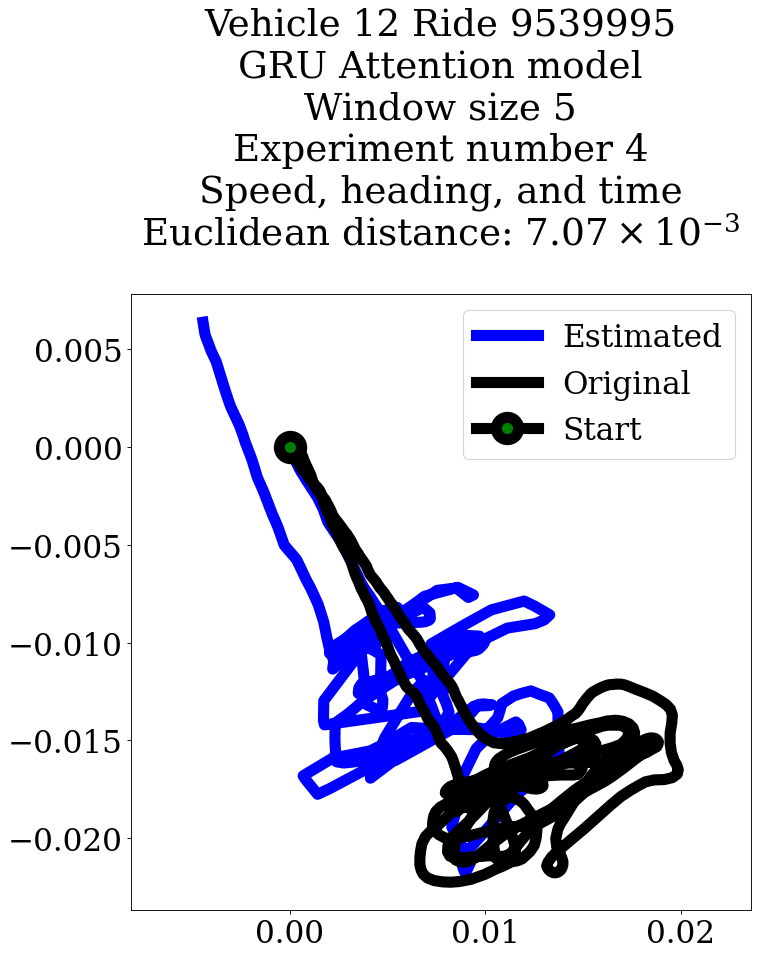 Vehicle 12 Ride 9539995
GRU Attention model
Window size 5
Experiment number 4
Speed, heading, and time
Euclidean distance: 7.07 × 10⁻³
Estimated
Original
Start
0.005
0.000
−0.005
−0.010
−0.015
−0.020
0.00 0.01 0.02